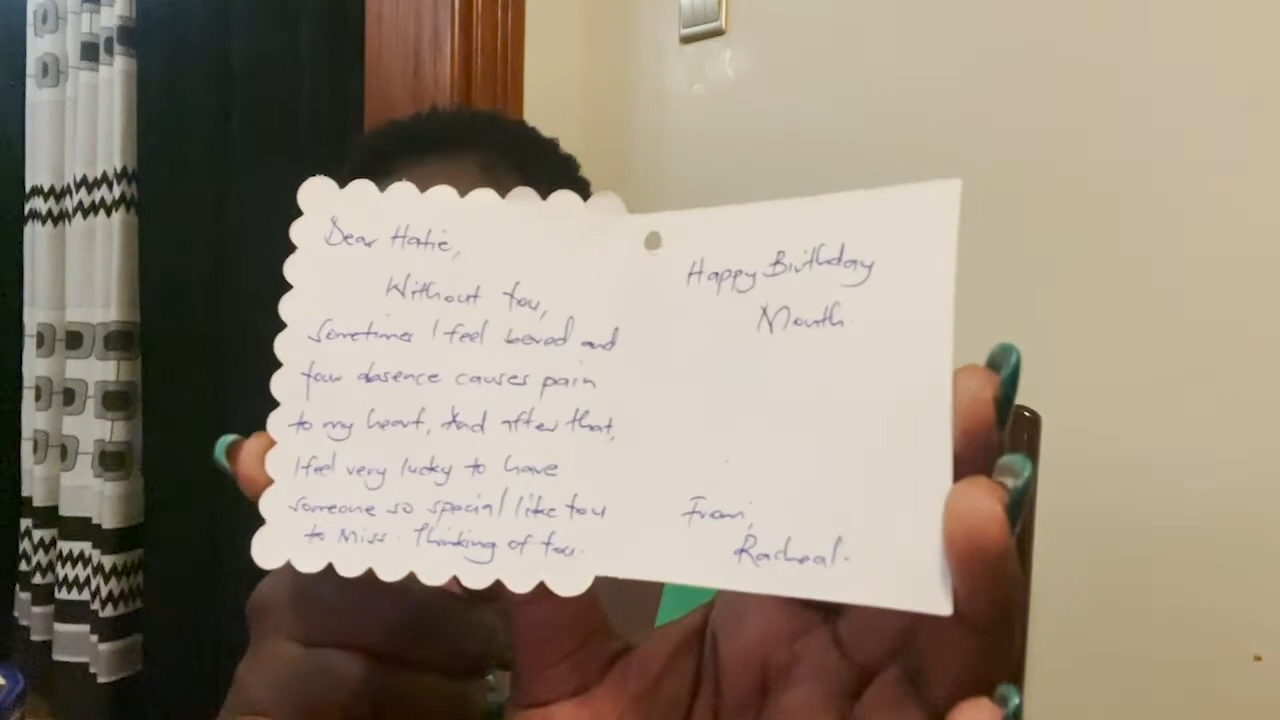 Dear Hatie,
Without You,
Sometimes I feel bored and
Your absence causes pain
to my heart, And after that,
I feel very lucky to have
someone so special like You
to Miss. Thinking of You.
Happy Birthday
Month.
From,
Racheal.